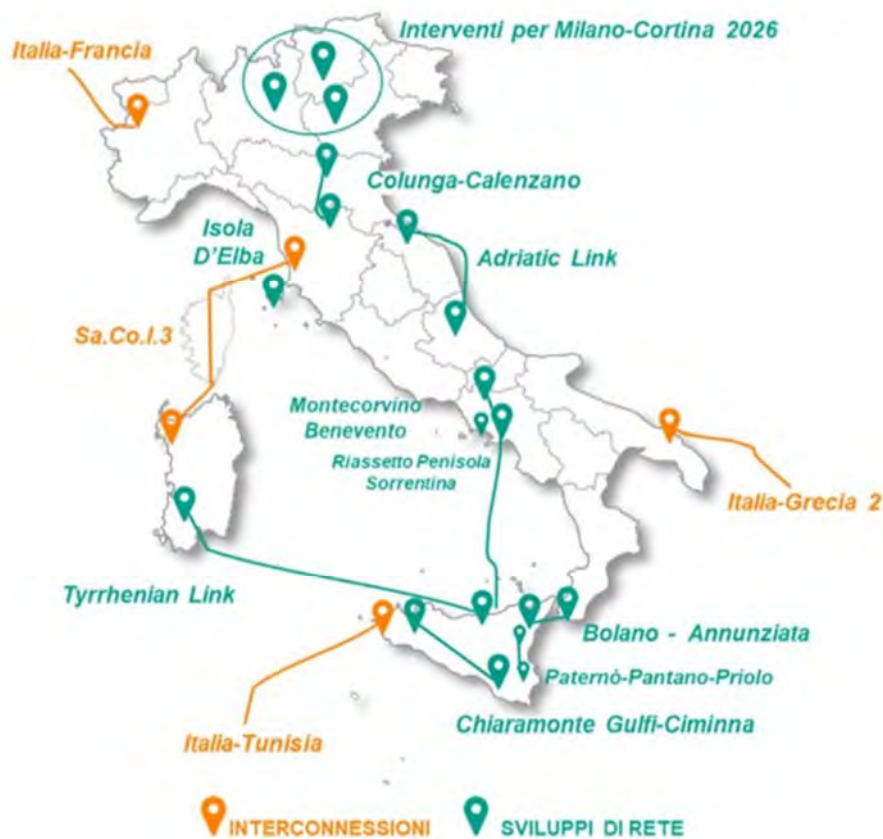 Interventi per Milano-Cortina 2026
Italia-Francia
Colunga-Calenzano
Isola
D'Elba
Adriatic Link
Sa.Co.I.3
Montecorvino
Benevento
Riassetto Penisola
Sorrentina
Italia-Grecia 2
Tyrrhenian Link
Bolano - Annunziata
Paternò-Pantano-Priolo
Chiaramonte Gulfi-Ciminna
Italia-Tunisia
INTERCONNESSIONI
SVILUPPI DI RETE